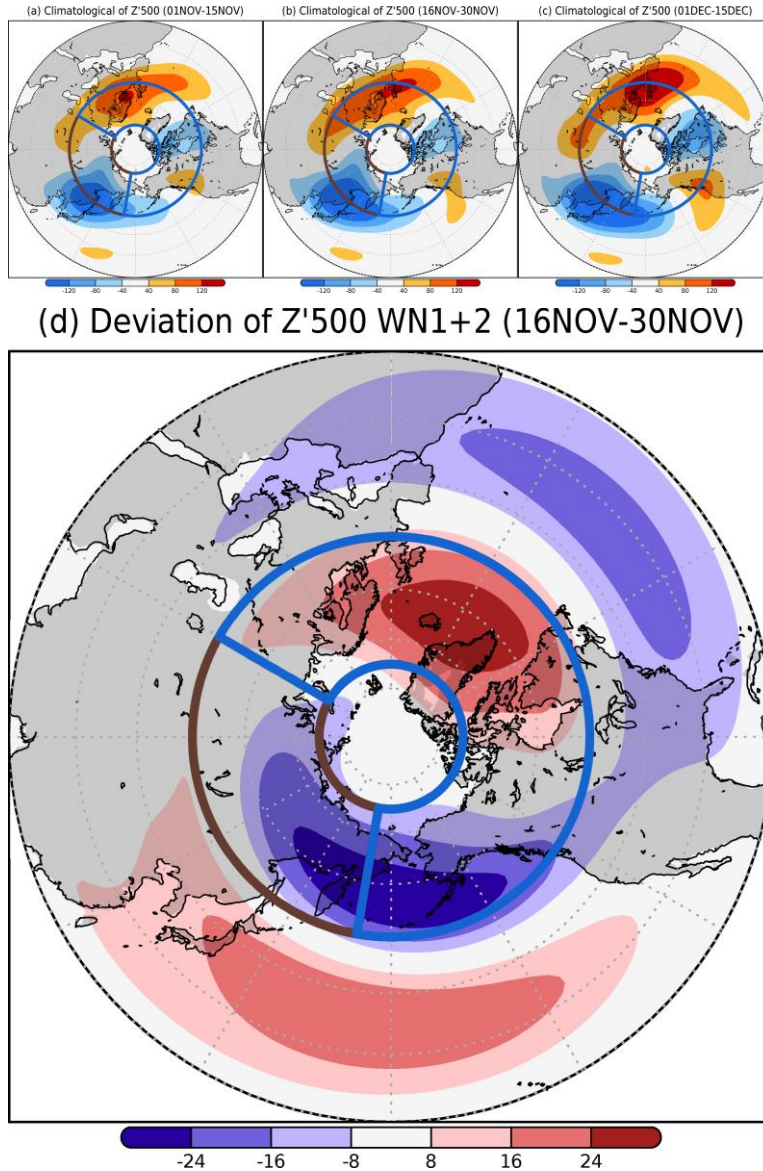 (a) Climatological of Z'500 (01NOV-15NOV)
(b) Climatological of Z'500 (16NOV-30NOV)
(c) Climatological of Z'500 (01DEC-15DEC)
-120 -80 -40 40 80 120
-120 -80 -40 40 80 120
-120 -80 -40 40 80 120
(d) Deviation of Z'500 WN1+2 (16NOV-30NOV)
-24 -16 -8 8 16 24